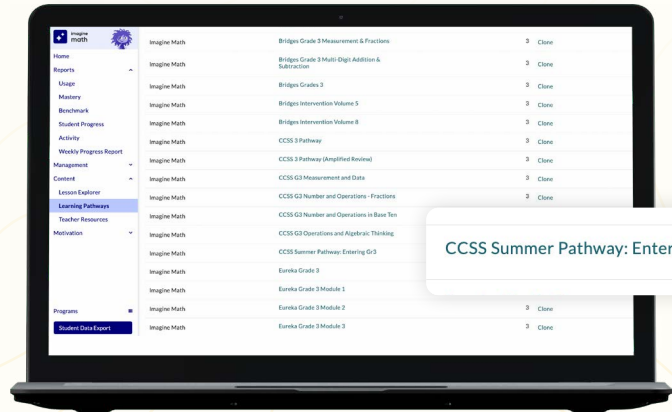 imagine
math
Home
Reports
Usage
Mastery
Benchmark
Student Progress
Activity
Weekly Progress Report
Management
Content
Lesson Explorer
Learning Pathways
Teacher Resources
Motivation
Programs
Student Data Export
Imagine Math Bridges Grade 3 Measurement & Fractions 3 Clone
Imagine Math Bridges Grade 3 Multi-Digit Addition &
Subtraction 3 Clone
Imagine Math Bridges Grades 3 3 Clone
Imagine Math Bridges Intervention Volume 5 3 Clone
Imagine Math Bridges Intervention Volume 8 3 Clone
Imagine Math CCSS 3 Pathway 3 Clone
Imagine Math CCSS 3 Pathway (Amplified Review) 3 Clone
Imagine Math CCSS G3 Measurement and Data 3 Clone
Imagine Math CCSS G3 Number and Operations - Fractions 3 Clone
Imagine Math CCSS G3 Number and Operations in Base Ten
Imagine Math CCSS G3 Operations and Algebraic Thinking
Imagine Math CCSS Summer Pathway: Entering Gr3
Imagine Math Eureka Grade 3
Imagine Math Eureka Grade 3 Module 1
Imagine Math Eureka Grade 3 Module 2 3 Clone
Imagine Math Eureka Grade 3 Module 3 3 Clone
CCSS Summer Pathway: Enter